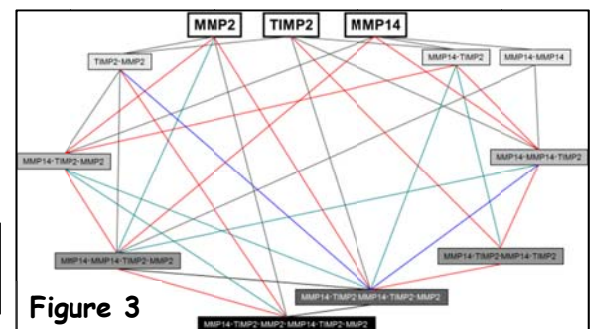 MMP2 TIMP2 MMP14
TIMP2-MMP2 MMP14-TIMP2 MMP14-MMP14
MMP14-TIMP2-MMP2 MMP14-MMP14-TIMP2
MMP14-MMP14-TIMP2-MMP2 MMP14-TIMP2-MMP14-TIMP2
MMP14-TIMP2-MMP14-TIMP2-MMP2
MMP14-TIMP2-MMP2-MMP14-TIMP2-MMP2
Figure 3